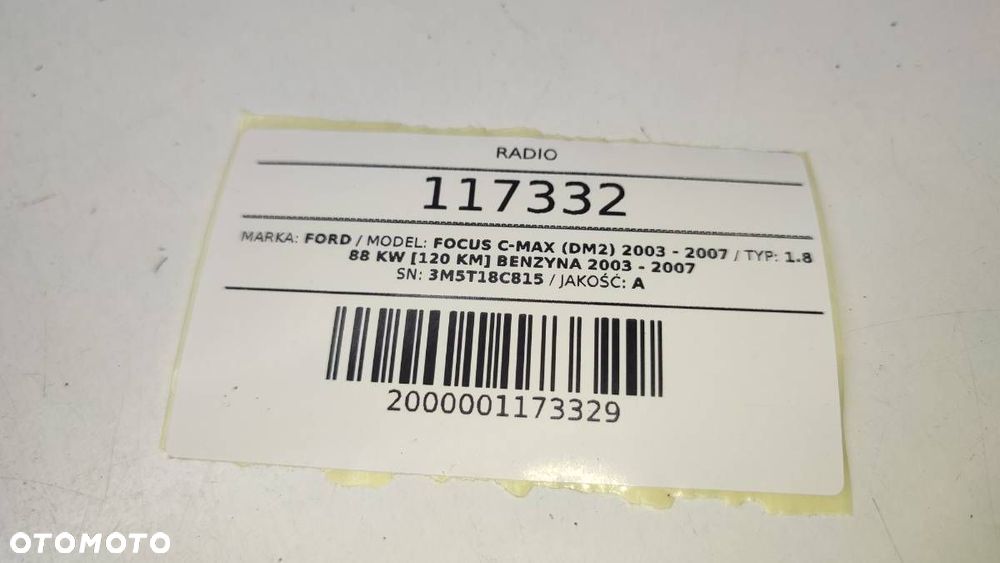 RADIO
117332
MARKA: FORD / MODEL: FOCUS C-MAX (DM2) 2003 - 2007 / TYP: 1.8
88 KW [120 KM] BENZYNA 2003 - 2007
SN: 3M5T18C815 / JAKOŚĆ: A
2000001173329
OTOMOTO